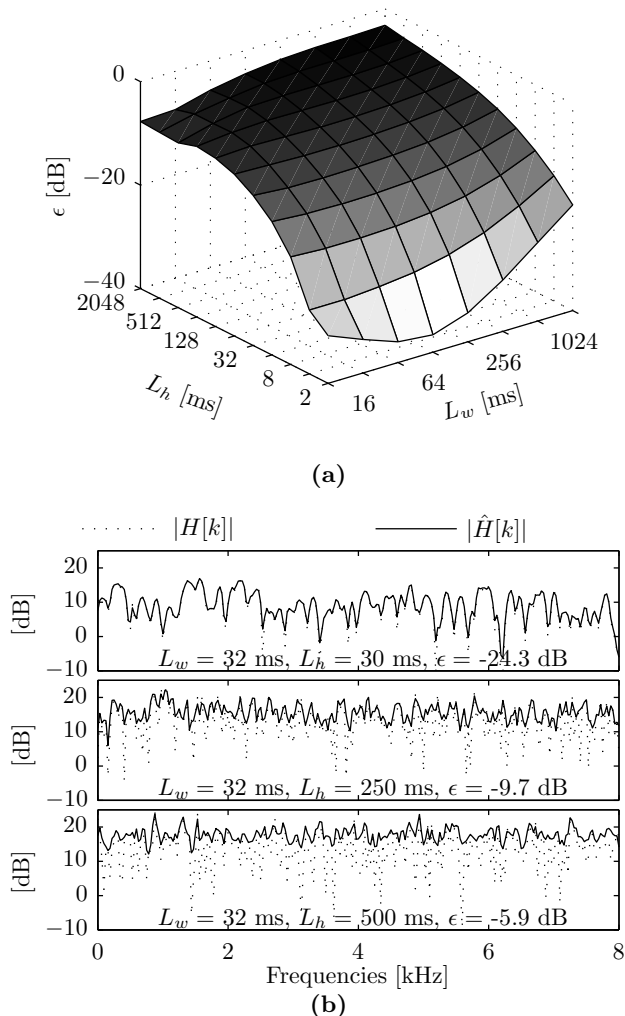 0
−20
−40
ϵ [dB]
2048
512
128
32
8
2
L_h [ms]
16
64
256
1024
L_w [ms]
(a)
|H[k]|
|Ĥ[k]|
20
10
0
−10
[dB]
L_w = 32 ms, L_h = 30 ms, ϵ = -24.3 dB
20
10
0
−10
[dB]
L_w = 32 ms, L_h = 250 ms, ϵ = -9.7 dB
20
10
0
−10
[dB]
L_w = 32 ms, L_h = 500 ms, ϵ = -5.9 dB
0 2 4 6 8
Frequencies [kHz]
(b)